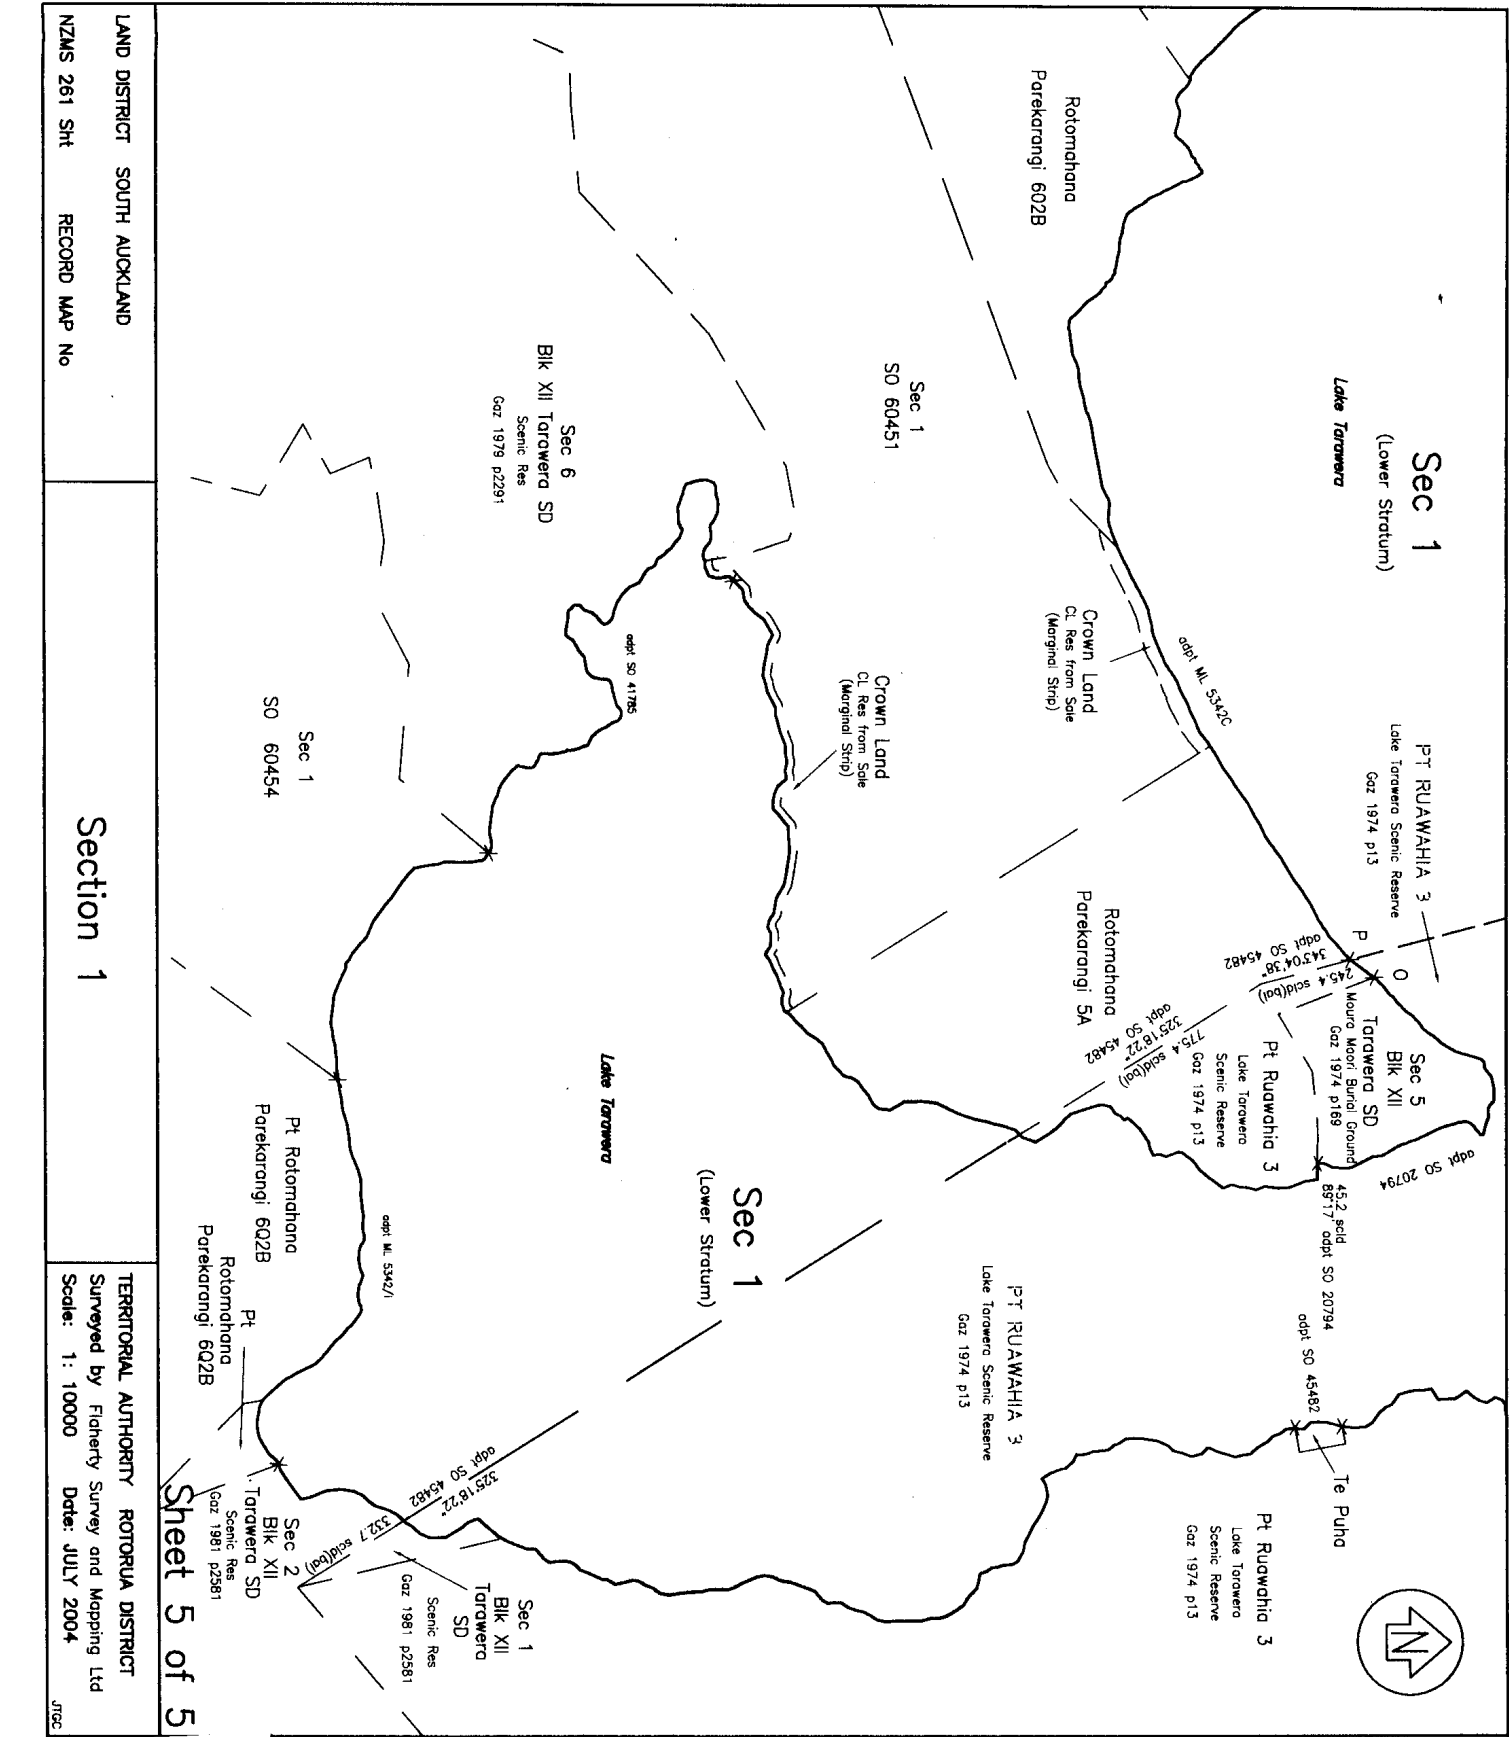 Sec 1
(Lower Stratum)
Lake Tarawera
Rotomahana
Parekarangi 602B
PT RUAWAHIA 3
Lake Tarawera Scenic Reserve
Gaz 1974 p13
adpt ML 5342C
P
O
Sec 5
Blk XII
Tarawera SD
Moura Maori Burial Ground
Gaz 1974 p169
adpt SO 20794
245.4 scld(bal)
343°04'38"
adpt SO 45482
Pt Ruawahia 3
Lake Tarawera
Scenic Reserve
Gaz 1974 p13
45.2 scld
89°17' adpt SO 20794
adpt SO 45482
Te Puha
Pt Ruawahia 3
Lake Tarawera
Scenic Reserve
Gaz 1974 p13
N
Crown Land
CL Res from Sale
(Marginal Strip)
Rotomahana
Parekarangi 5A
775.4 scld(bal)
325°18'22"
adpt SO 45482
PT RUAWAHIA 3
Lake Tarawera Scenic Reserve
Gaz 1974 p13
Sec 1
SO 60451
Crown Land
CL Res from Sale
(Marginal Strip)
Sec 1
(Lower Stratum)
Lake Tarawera
Sec 6
Blk XII Tarawera SD
Scenic Res
Gaz 1979 p2291
adpt SO 41785
Sec 1
SO 60454
adpt ML 5342/1
Pt Rotomahana
Parekarangi 6Q2B
Pt
Rotomahana
Parekarangi 6Q2B
adpt SO 45482
325°18'22"
332.7 scld(bal)
Sec 1
Blk XII
Tarawera
SD
Scenic Res
Gaz 1981 p2581
Sec 2
Blk XII
Tarawera SD
Scenic Res
Gaz 1981 p2581
Sheet 5 of 5
LAND DISTRICT SOUTH AUCKLAND
NZMS 261 Sht RECORD MAP No
Section 1
TERRITORIAL AUTHORITY ROTORUA DISTRICT
Surveyed by Flaherty Survey and Mapping Ltd
Scale: 1: 10000 Date: JULY 2004
JTGC